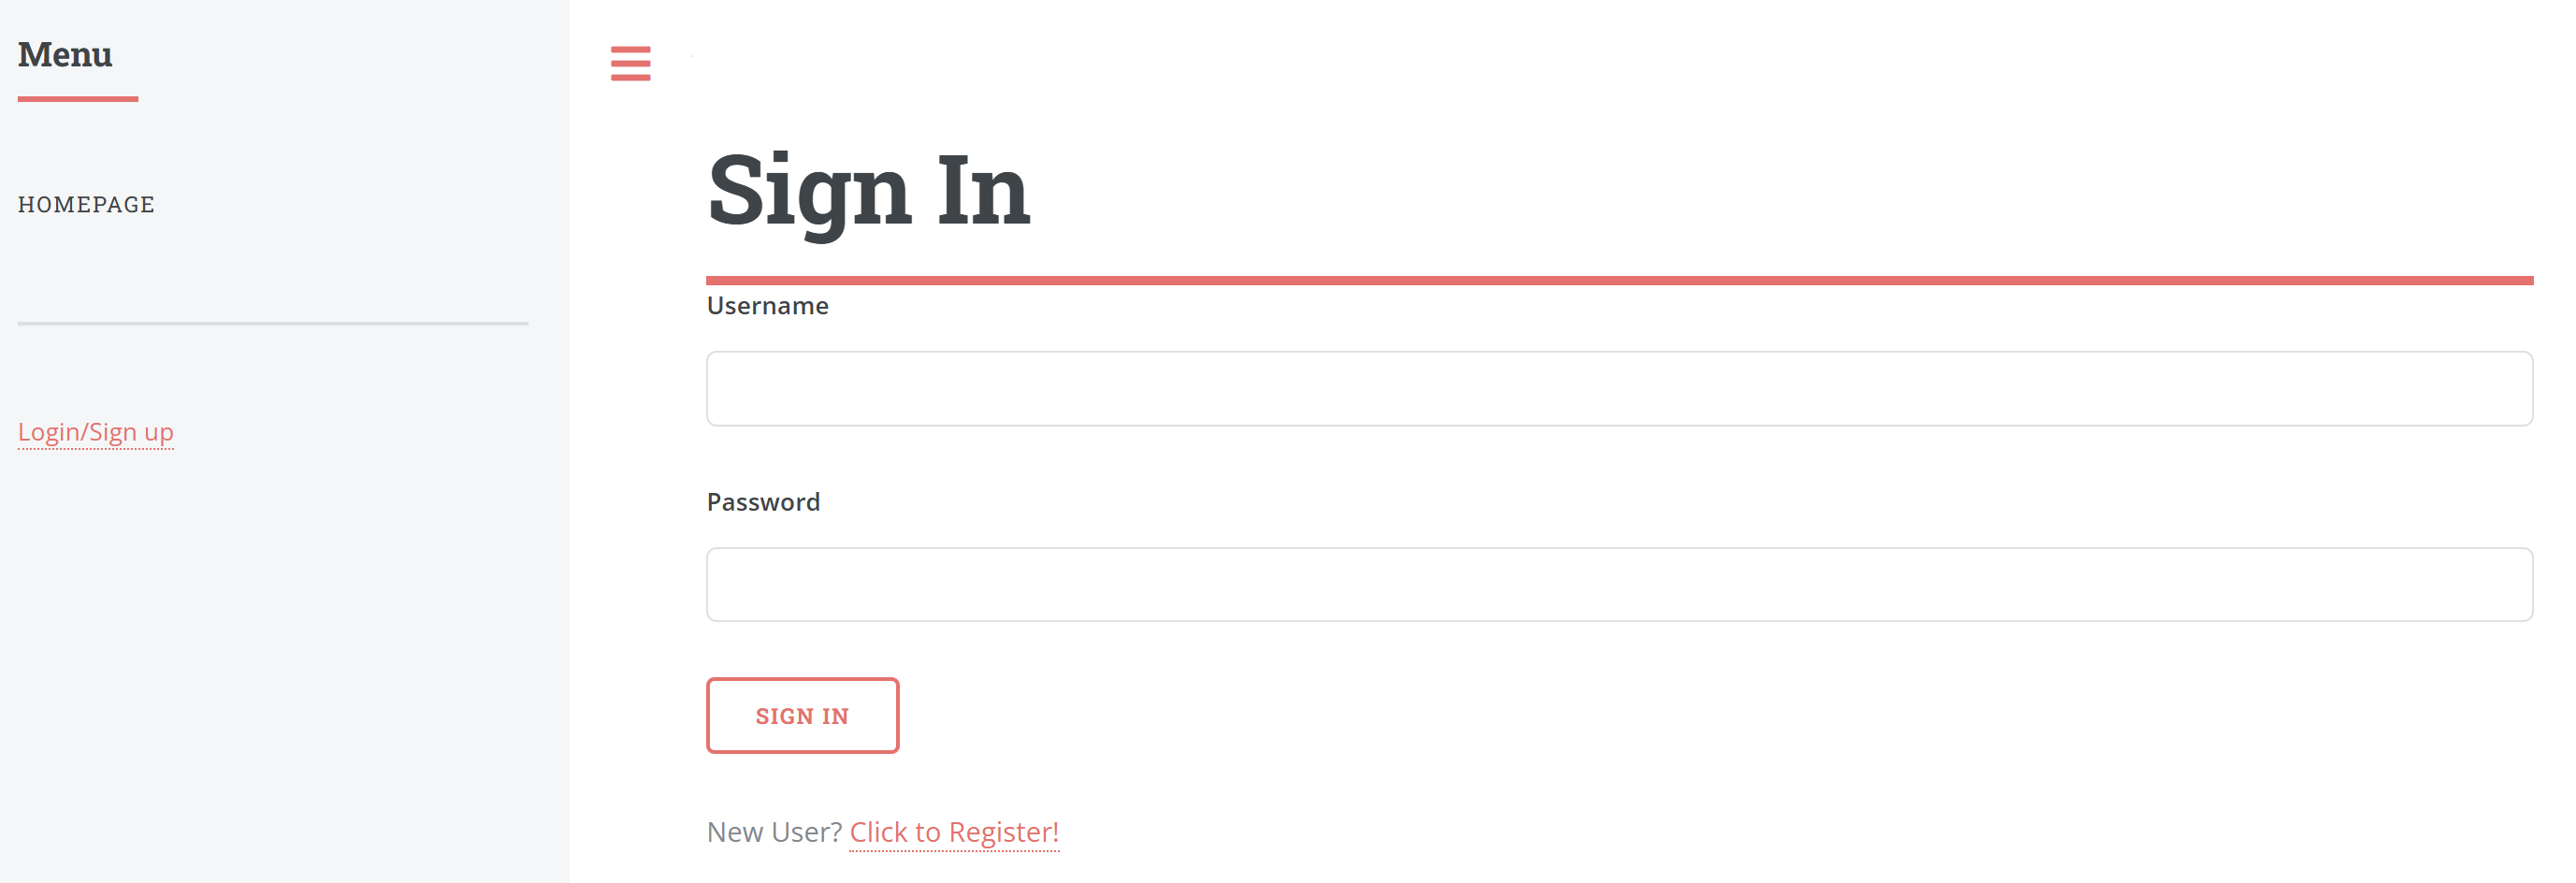 Menu
HOMEPAGE
Login/Sign up
Sign In
Username
Password
SIGN IN
New User? Click to Register!